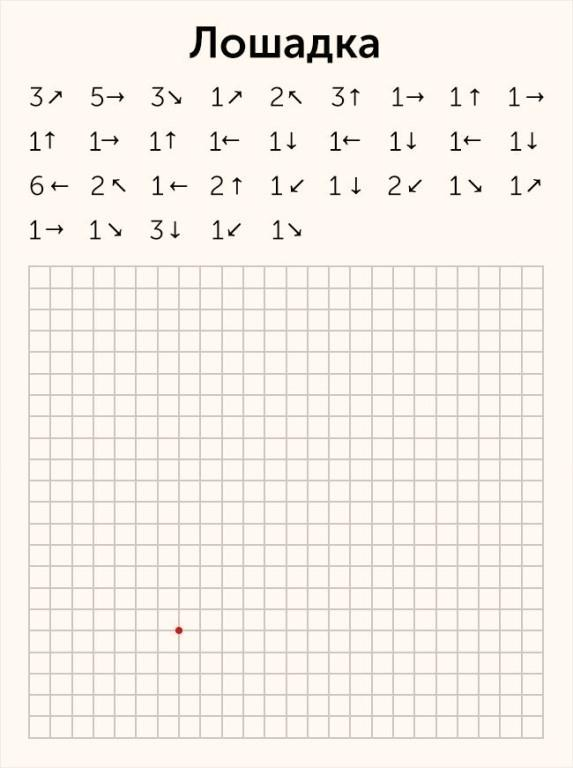 Лошадка
3↗ 5→ 3↘ 1↗ 2↖ 3↑ 1→ 1↑ 1→
1↑ 1→ 1↑ 1← 1↓ 1← 1↓ 1← 1↓
6← 2↖ 1← 2↑ 1↙ 1↓ 2↙ 1↘ 1↗
1→ 1↘ 3↓ 1↙ 1↘